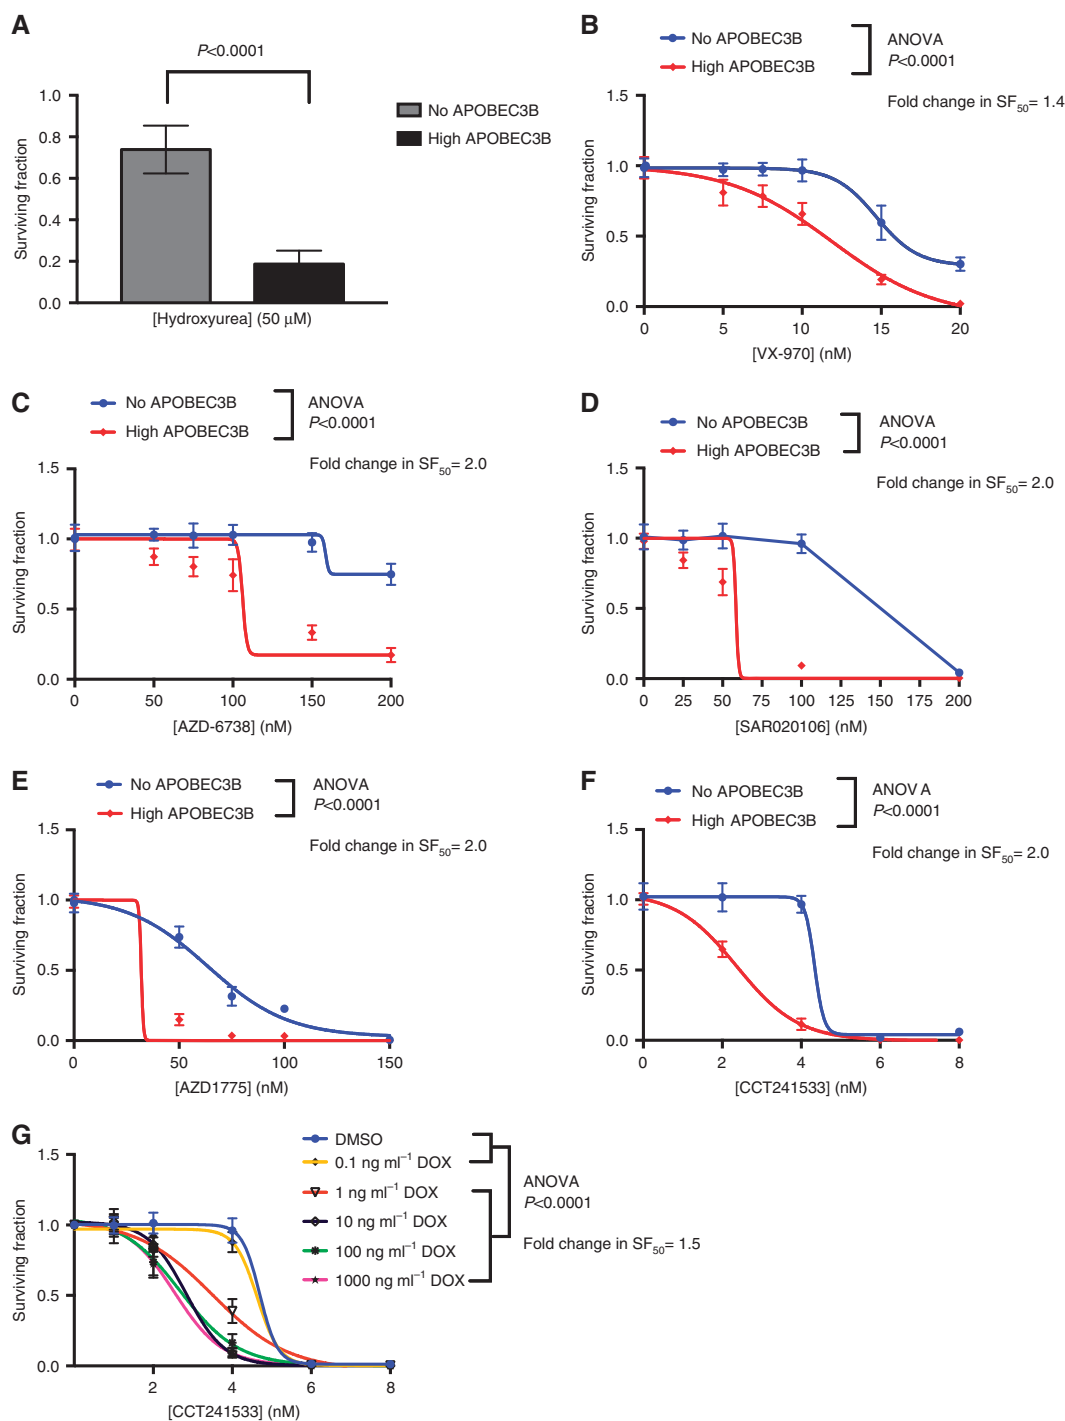 A
P<0.0001
No APOBEC3B
High APOBEC3B
Surviving fraction
1.0
0.8
0.6
0.4
0.2
0.0
[Hydroxyurea] (50 µM)
B
No APOBEC3B
High APOBEC3B
ANOVA
P<0.0001
Fold change in SF50= 1.4
Surviving fraction
1.5
1.0
0.5
0.0
0 5 10 15 20
[VX-970] (nM)
C
No APOBEC3B
High APOBEC3B
ANOVA
P<0.0001
Fold change in SF50= 2.0
Surviving fraction
1.5
1.0
0.5
0.0
0 50 100 150 200
[AZD-6738] (nM)
D
No APOBEC3B
High APOBEC3B
ANOVA
P<0.0001
Fold change in SF50= 2.0
Surviving fraction
1.5
1.0
0.5
0.0
0 25 50 75 100 125 150 175 200
[SAR020106] (nM)
E
No APOBEC3B
High APOBEC3B
ANOVA
P<0.0001
Fold change in SF50= 2.0
Surviving fraction
1.5
1.0
0.5
0.0
0 50 100 150
[AZD1775] (nM)
F
No APOBEC3B
High APOBEC3B
ANOVA
P<0.0001
Fold change in SF50= 2.0
Surviving fraction
1.5
1.0
0.5
0.0
0 2 4 6 8
[CCT241533] (nM)
G
DMSO
0.1 ng ml−1 DOX
1 ng ml−1 DOX
10 ng ml−1 DOX
100 ng ml−1 DOX
1000 ng ml−1 DOX
ANOVA
P<0.0001
Fold change in SF50= 1.5
Surviving fraction
1.5
1.0
0.5
0.0
2 4 6 8
[CCT241533] (nM)